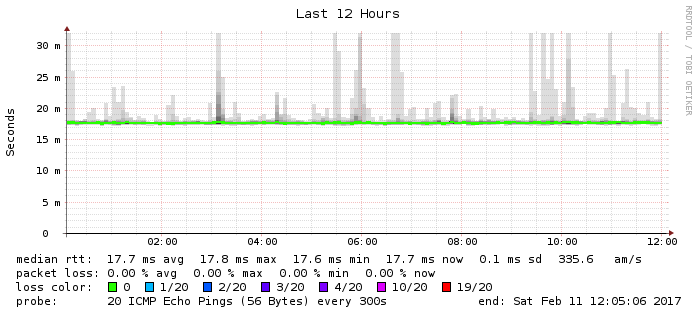 Last 12 Hours
RRDTOOL / TOBI OETIKER
Seconds
30 m
25 m
20 m
15 m
10 m
5 m
0
02:00 04:00 06:00 08:00 10:00 12:00
median rtt: 17.7 ms avg 17.8 ms max 17.6 ms min 17.7 ms now 0.1 ms sd 335.6 am/s
packet loss: 0.00 % avg 0.00 % max 0.00 % min 0.00 % now
loss color: 0 1/20 2/20 3/20 4/20 10/20 19/20
probe: 20 ICMP Echo Pings (56 Bytes) every 300s end: Sat Feb 11 12:05:06 2017